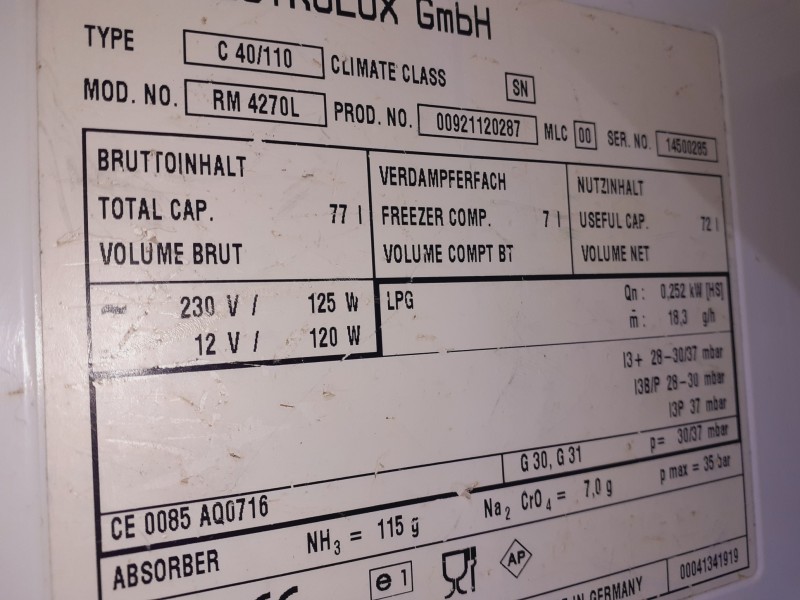 GmbH
TYPE C 40/110 CLIMATE CLASS SN
MOD. NO. RM 4270L PROD. NO. 00921120287 MLC 00 SER. NO. 14500285
BRUTTOINHALT VERDAMPFERFACH NUTZINHALT
TOTAL CAP. 77 l FREEZER COMP. 7 l USEFUL CAP. 72 l
VOLUME BRUT VOLUME COMPT BT VOLUME NET
~ 230 V / 125 W LPG Qn : 0,252 kW [HS]
12 V / 120 W ṁ : 18,3 g/h
I3+ 28-30/37 mbar
I3B/P 28-30 mbar
I3P 37 mbar
G 30, G 31 p= 30/37 mbar
CE 0085 AQ0716 Na2 CrO4 = 7,0 g p max = 35 bar
ABSORBER NH3 = 115 g
e 1 AP
IN GERMANY 00041341919